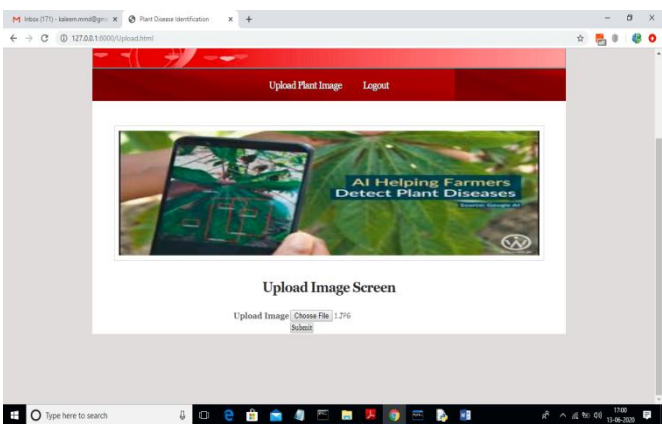 Inbox (171) - kaleem.mmd@gm
Plant Disease Identification
127.0.0.1:8000/Upload.html
Upload Plant Image Logout
AI Helping Farmers
Detect Plant Diseases
Source: Google AI
Upload Image Screen
Upload Image Choose File 1.JPG
Submit
Type here to search
17:00
13-06-2020